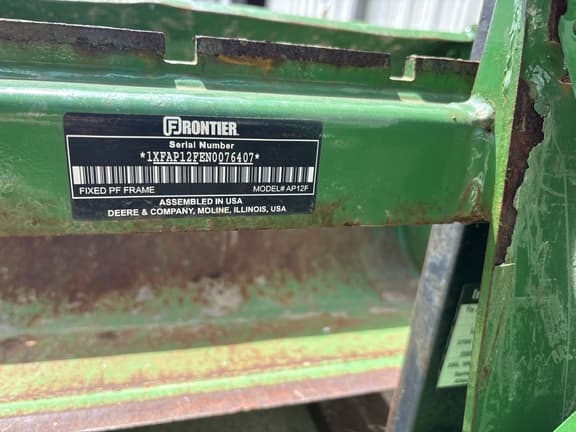 FRONTIER
Serial Number
*1XFAP12FEN0076407*
FIXED PF FRAME MODEL# AP12F
ASSEMBLED IN USA
DEERE & COMPANY, MOLINE, ILLINOIS, USA